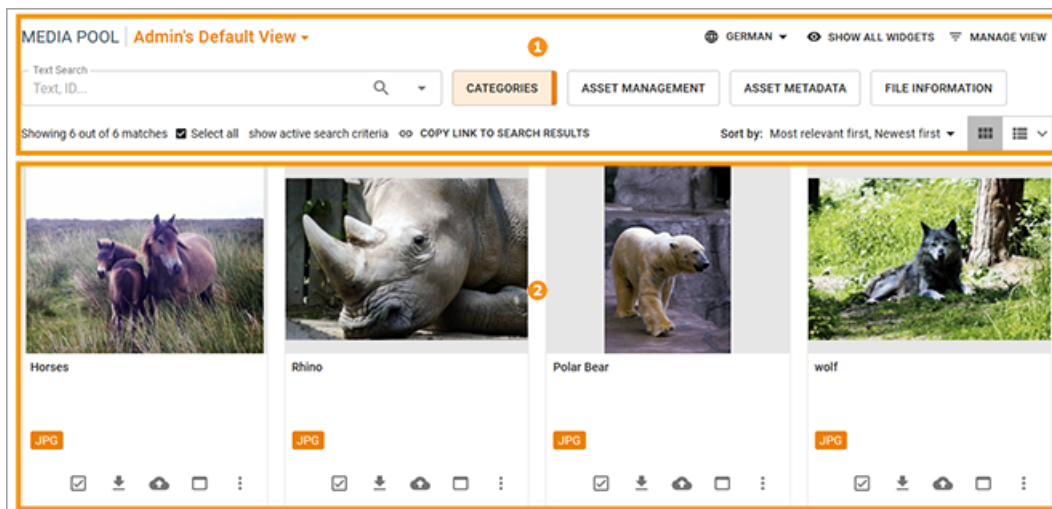 MEDIA POOL | Admin's Default View
1
GERMAN
SHOW ALL WIDGETS
MANAGE VIEW
Text Search
Text, ID...
CATEGORIES
ASSET MANAGEMENT
ASSET METADATA
FILE INFORMATION
Showing 6 out of 6 matches
Select all
show active search criteria
COPY LINK TO SEARCH RESULTS
Sort by: Most relevant first, Newest first
2
Horses
Rhino
Polar Bear
wolf
JPG
JPG
JPG
JPG